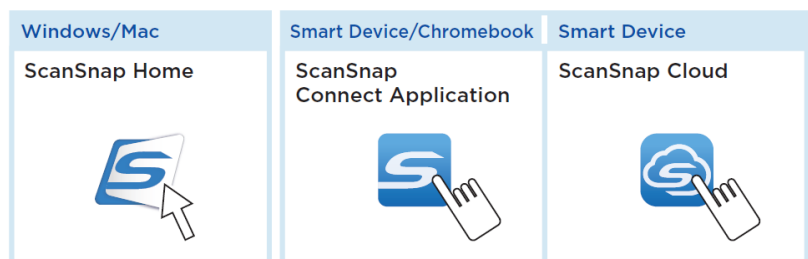 Windows/Mac
Smart Device/Chromebook
Smart Device
ScanSnap Home
ScanSnap
Connect Application
ScanSnap Cloud